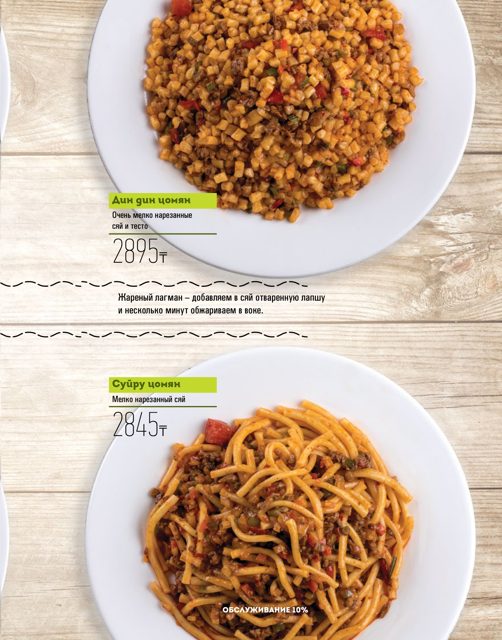 Дин дин цомян
Очень мелко нарезанные
сяй и тесто
2895₸
Жареный лагман – добавляем в сяй отваренную лапшу
и несколько минут обжариваем в воке.
Суйру цомян
Мелко нарезанный сяй
2845₸
ОБСЛУЖИВАНИЕ 10%